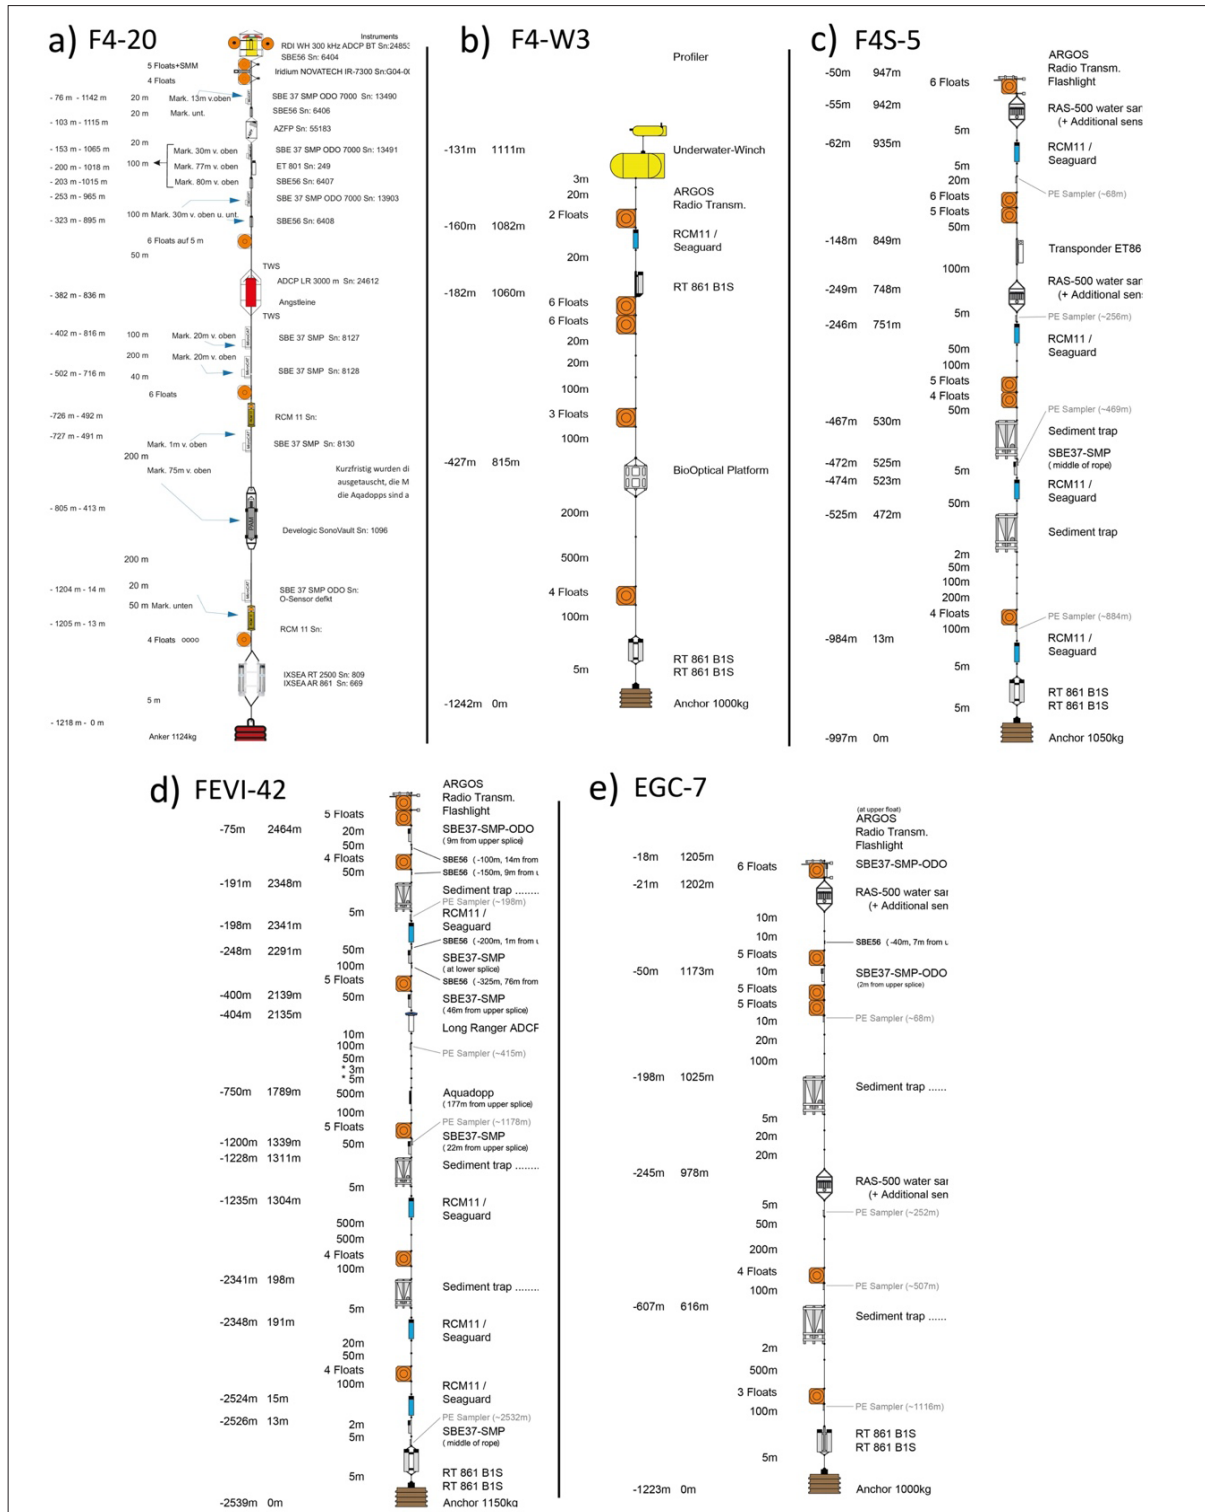 a) F4-20
Instruments
RDI WH 300 kHz ADCP BT Sn:24853
SBE56 Sn: 6404
5 Floats+SMM
Iridium NOVATECH IR-7300 Sn:G04-0
4 Floats
- 76 m - 1142 m 20 m Mark. 13m v.oben SBE 37 SMP ODO 7000 Sn: 13490
20 m Mark. unt. SBE56 Sn: 6406
- 103 m - 1115 m AZFP Sn: 55183
20 m
-153 m - 1065 m Mark. 30m v. oben SBE 37 SMP ODO 7000 Sn: 13491
-200 m - 1018 m 100 m Mark. 77m v. oben ET 801 Sn: 249
-203 m -1015 m Mark. 80m v. oben SBE56 Sn: 6407
-253 m - 965 m SBE 37 SMP ODO 7000 Sn: 13903
-323 m - 895 m 100 m Mark. 30m v. oben u. unt. SBE56 Sn: 6408
6 Floats auf 5 m
50 m
TWS
ADCP LR 3000 m Sn: 24612
-382 m - 836 m Angstleine
TWS
-402 m - 816 m 100 m Mark. 20m v. oben SBE 37 SMP Sn: 8127
200 m Mark. 20m v. oben
-502 m - 716 m 40 m SBE 37 SMP Sn: 8128
6 Floats
-726 m - 492 m RCM 11 Sn:
-727 m - 491 m Mark. 1m v. oben SBE 37 SMP Sn: 8130
200 m
Mark. 75m v. oben
Kurzfristig wurden di
ausgetauscht, die M
die Aqadopps sind a
-805 m - 413 m
Develogic SonoVault Sn: 1096
200 m
-1204 m - 14 m 20 m SBE 37 SMP ODO Sn:
O-Sensor defkt
50 m Mark. unten
-1205 m - 13 m RCM 11 Sn:
4 Floats oooo
IXSEA RT 2500 Sn: 809
IXSEA AR 861 Sn: 669
5 m
-1218 m - 0 m
Anker 1124kg
b) F4-W3
Profiler
-131m 1111m Underwater-Winch
3m
20m ARGOS
Radio Transm.
2 Floats
-160m 1082m RCM11 /
Seaguard
20m
-182m 1060m RT 861 B1S
6 Floats
6 Floats
20m
20m
100m
3 Floats
100m
-427m 815m BioOptical Platform
200m
500m
4 Floats
100m
RT 861 B1S
5m RT 861 B1S
-1242m 0m Anchor 1000kg
c) F4S-5
ARGOS
-50m 947m Radio Transm.
6 Floats Flashlight
-55m 942m RAS-500 water sar
(+ Additional sens
5m
-62m 935m RCM11 /
Seaguard
5m
20m PE Sampler (~68m)
6 Floats
5 Floats
50m
-148m 849m Transponder ET86
100m
-249m 748m RAS-500 water sar
(+ Additional sen
5m PE Sampler (~256m)
-246m 751m RCM11 /
50m Seaguard
100m
5 Floats
4 Floats
50m PE Sampler (~469m)
-467m 530m Sediment trap
SBE37-SMP
-472m 525m (middle of rope)
5m
-474m 523m RCM11 /
Seaguard
50m
-525m 472m
Sediment trap
2m
50m
100m
200m
4 Floats PE Sampler (~884m)
100m
-984m 13m RCM11 /
Seaguard
5m
RT 861 B1S
5m RT 861 B1S
-997m 0m Anchor 1050kg
d) FEVI-42
ARGOS
Radio Transm.
5 Floats Flashlight
-75m 2464m 20m SBE37-SMP-ODO
(9m from upper splice)
50m
4 Floats SBE56 (-100m, 14m from
50m SBE56 (-150m, 9m from u
-191m 2348m Sediment trap ........
PE Sampler (~198m)
5m RCM11 /
-198m 2341m Seaguard
SBE56 (-200m, 1m from u
-248m 2291m 50m SBE37-SMP
(at lower splice)
100m
5 Floats SBE56 (-325m, 76m from
-400m 2139m 50m SBE37-SMP
(46m from upper splice)
-404m 2135m Long Ranger ADCP
10m
100m PE Sampler (~415m)
50m
* 3m
* 5m
-750m 1789m 500m Aquadopp
(177m from upper splice)
100m
5 Floats PE Sampler (~1178m)
-1200m 1339m 50m SBE37-SMP
(22m from upper splice)
-1228m 1311m Sediment trap ........
5m
-1235m 1304m RCM11 /
Seaguard
500m
500m
4 Floats
100m
-2341m 198m Sediment trap ........
5m
-2348m 191m RCM11 /
Seaguard
20m
50m
4 Floats
100m RCM11 /
-2524m 15m Seaguard
-2526m 13m 2m PE Sampler (~2532m)
5m SBE37-SMP
(middle of rope)
5m RT 861 B1S
RT 861 B1S
-2539m 0m Anchor 1150kg
e) EGC-7
(at upper float)
ARGOS
Radio Transm.
Flashlight
-18m 1205m 6 Floats SBE37-SMP-ODO
-21m 1202m RAS-500 water sar
(+ Additional sen
10m
10m SBE56 (-40m, 7m from u
5 Floats
-50m 1173m 10m SBE37-SMP-ODO
(2m from upper splice)
5 Floats
5 Floats
10m PE Sampler (~68m)
20m
100m
-198m 1025m Sediment trap ......
5m
20m
20m
-245m 978m RAS-500 water sar
(+ Additional sen
5m PE Sampler (~252m)
50m
200m
4 Floats
100m PE Sampler (~507m)
-607m 616m Sediment trap ......
2m
500m
3 Floats
100m PE Sampler (~1116m)
RT 861 B1S
RT 861 B1S
5m
-1223m 0m Anchor 1000kg